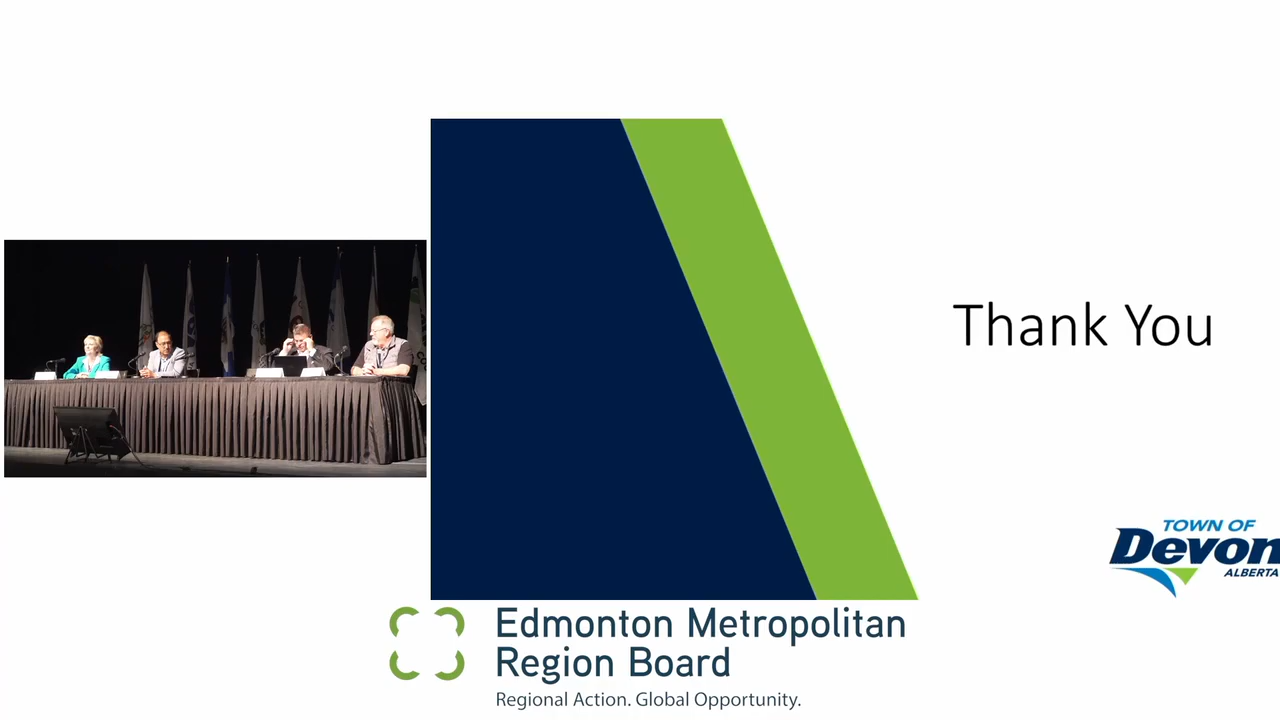 Thank You
TOWN OF
Devon
ALBERTA
Edmonton Metropolitan
Region Board
Regional Action. Global Opportunity.